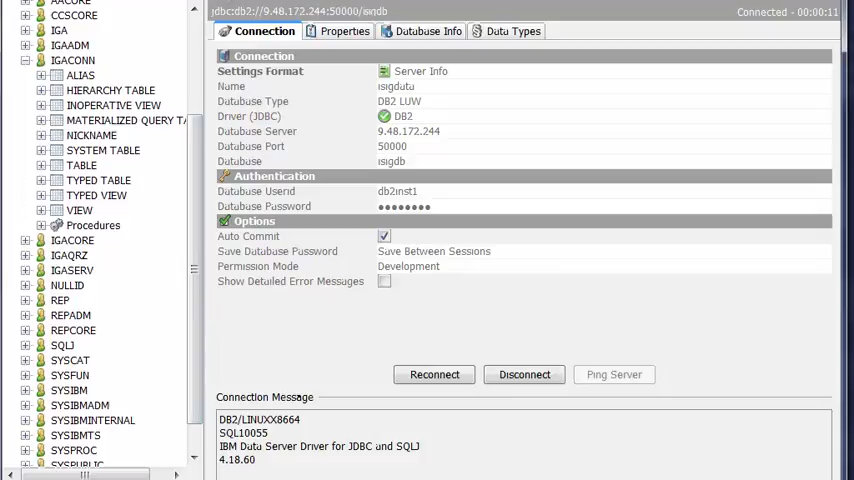 ACCORE
CCSCORE
IGA
IGAADM
IGACONN
ALIAS
HIERARCHY TABLE
INOPERATIVE VIEW
MATERIALIZED QUERY TA
NICKNAME
SYSTEM TABLE
TABLE
TYPED TABLE
TYPED VIEW
VIEW
Procedures
IGACORE
IGAQRZ
IGASERV
NULLID
REP
REPADM
REPCORE
SQLJ
SYSCAT
SYSFUN
SYSIBM
SYSIBMADM
SYSIBMINTERNAL
SYSIBMTS
SYSPROC
SYSPUBLIC
jdbc:db2://9.48.172.244:50000/isigdb
Connected - 00:00:11
Connection Properties Database Info Data Types
Connection
Settings Format Server Info
Name isigdata
Database Type DB2 LUW
Driver (JDBC) DB2
Database Server 9.48.172.244
Database Port 50000
Database isigdb
Authentication
Database Userid db2inst1
Database Password ●●●●●●●●
Options
Auto Commit
Save Database Password Save Between Sessions
Permission Mode Development
Show Detailed Error Messages
Reconnect Disconnect Ping Server
Connection Message
DB2/LINUXX8664
SQL10055
IBM Data Server Driver for JDBC and SQLJ
4.18.60